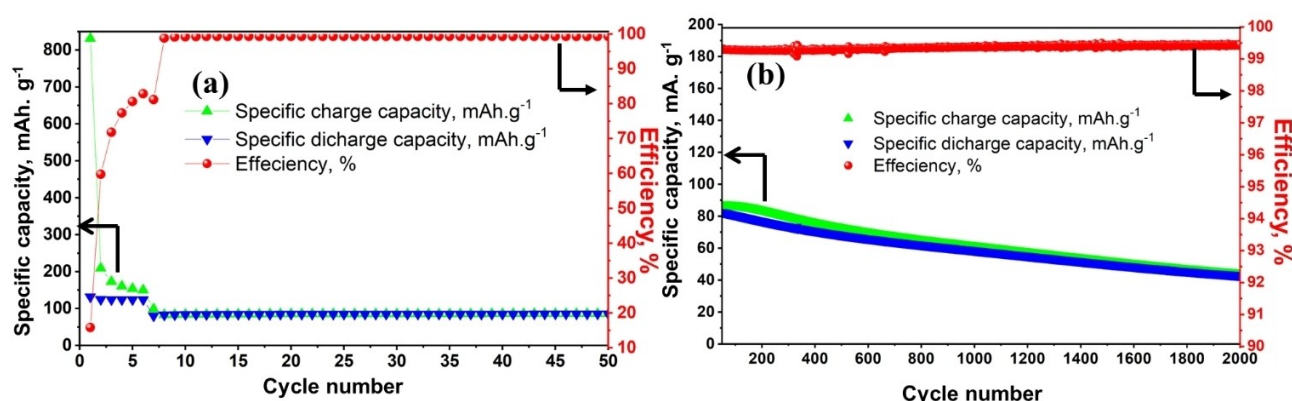 (a)
Specific charge capacity, mAh.g-1
Specific dicharge capacity, mAh.g-1
Effeciency, %
Specific capacity, mAh. g-1
800
700
600
500
400
300
200
100
0
0 5 10 15 20 25 30 35 40 45 50
Cycle number
100
90
80
70
60
50
40
30
20
10
Efficiency, %
(b)
Specific charge capacity, mAh.g-1
Specific dicharge capacity, mAh.g-1
Effeciency, %
Specific capacity, mA. g-1
200
180
160
140
120
100
80
60
40
20
0
200 400 600 800 1000 1200 1400 1600 1800 2000
Cycle number
100
99
98
97
96
95
94
93
92
91
90
Efficiency, %